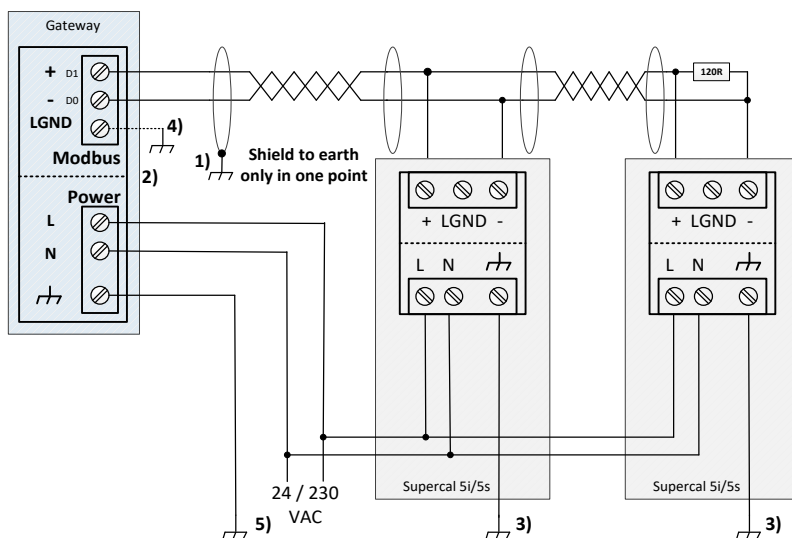 Gateway
+ D1
- D0
LGND
4)
Modbus
1)
Shield to earth
only in one point
2)
Power
L
N
5)
24 / 230
VAC
120R
+ LGND -
L N
Supercal 5i/5s
3)
+ LGND -
L N
Supercal 5i/5s
3)